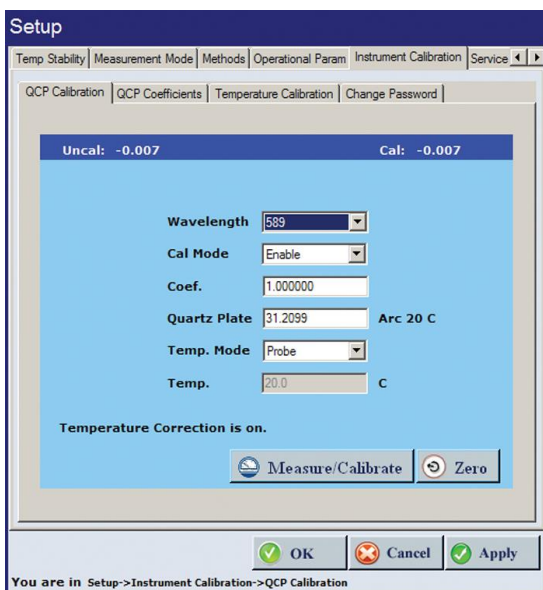 Setup
Temp Stability Measurement Mode Methods Operational Param Instrument Calibration Service
QCP Calibration QCP Coefficients Temperature Calibration Change Password
Uncal: -0.007 Cal: -0.007
Wavelength 589
Cal Mode Enable
Coef. 1.000000
Quartz Plate 31.2099 Arc 20 C
Temp. Mode Probe
Temp. 20.0 C
Temperature Correction is on.
Measure/Calibrate Zero
OK Cancel Apply
You are in Setup->Instrument Calibration->QCP Calibration